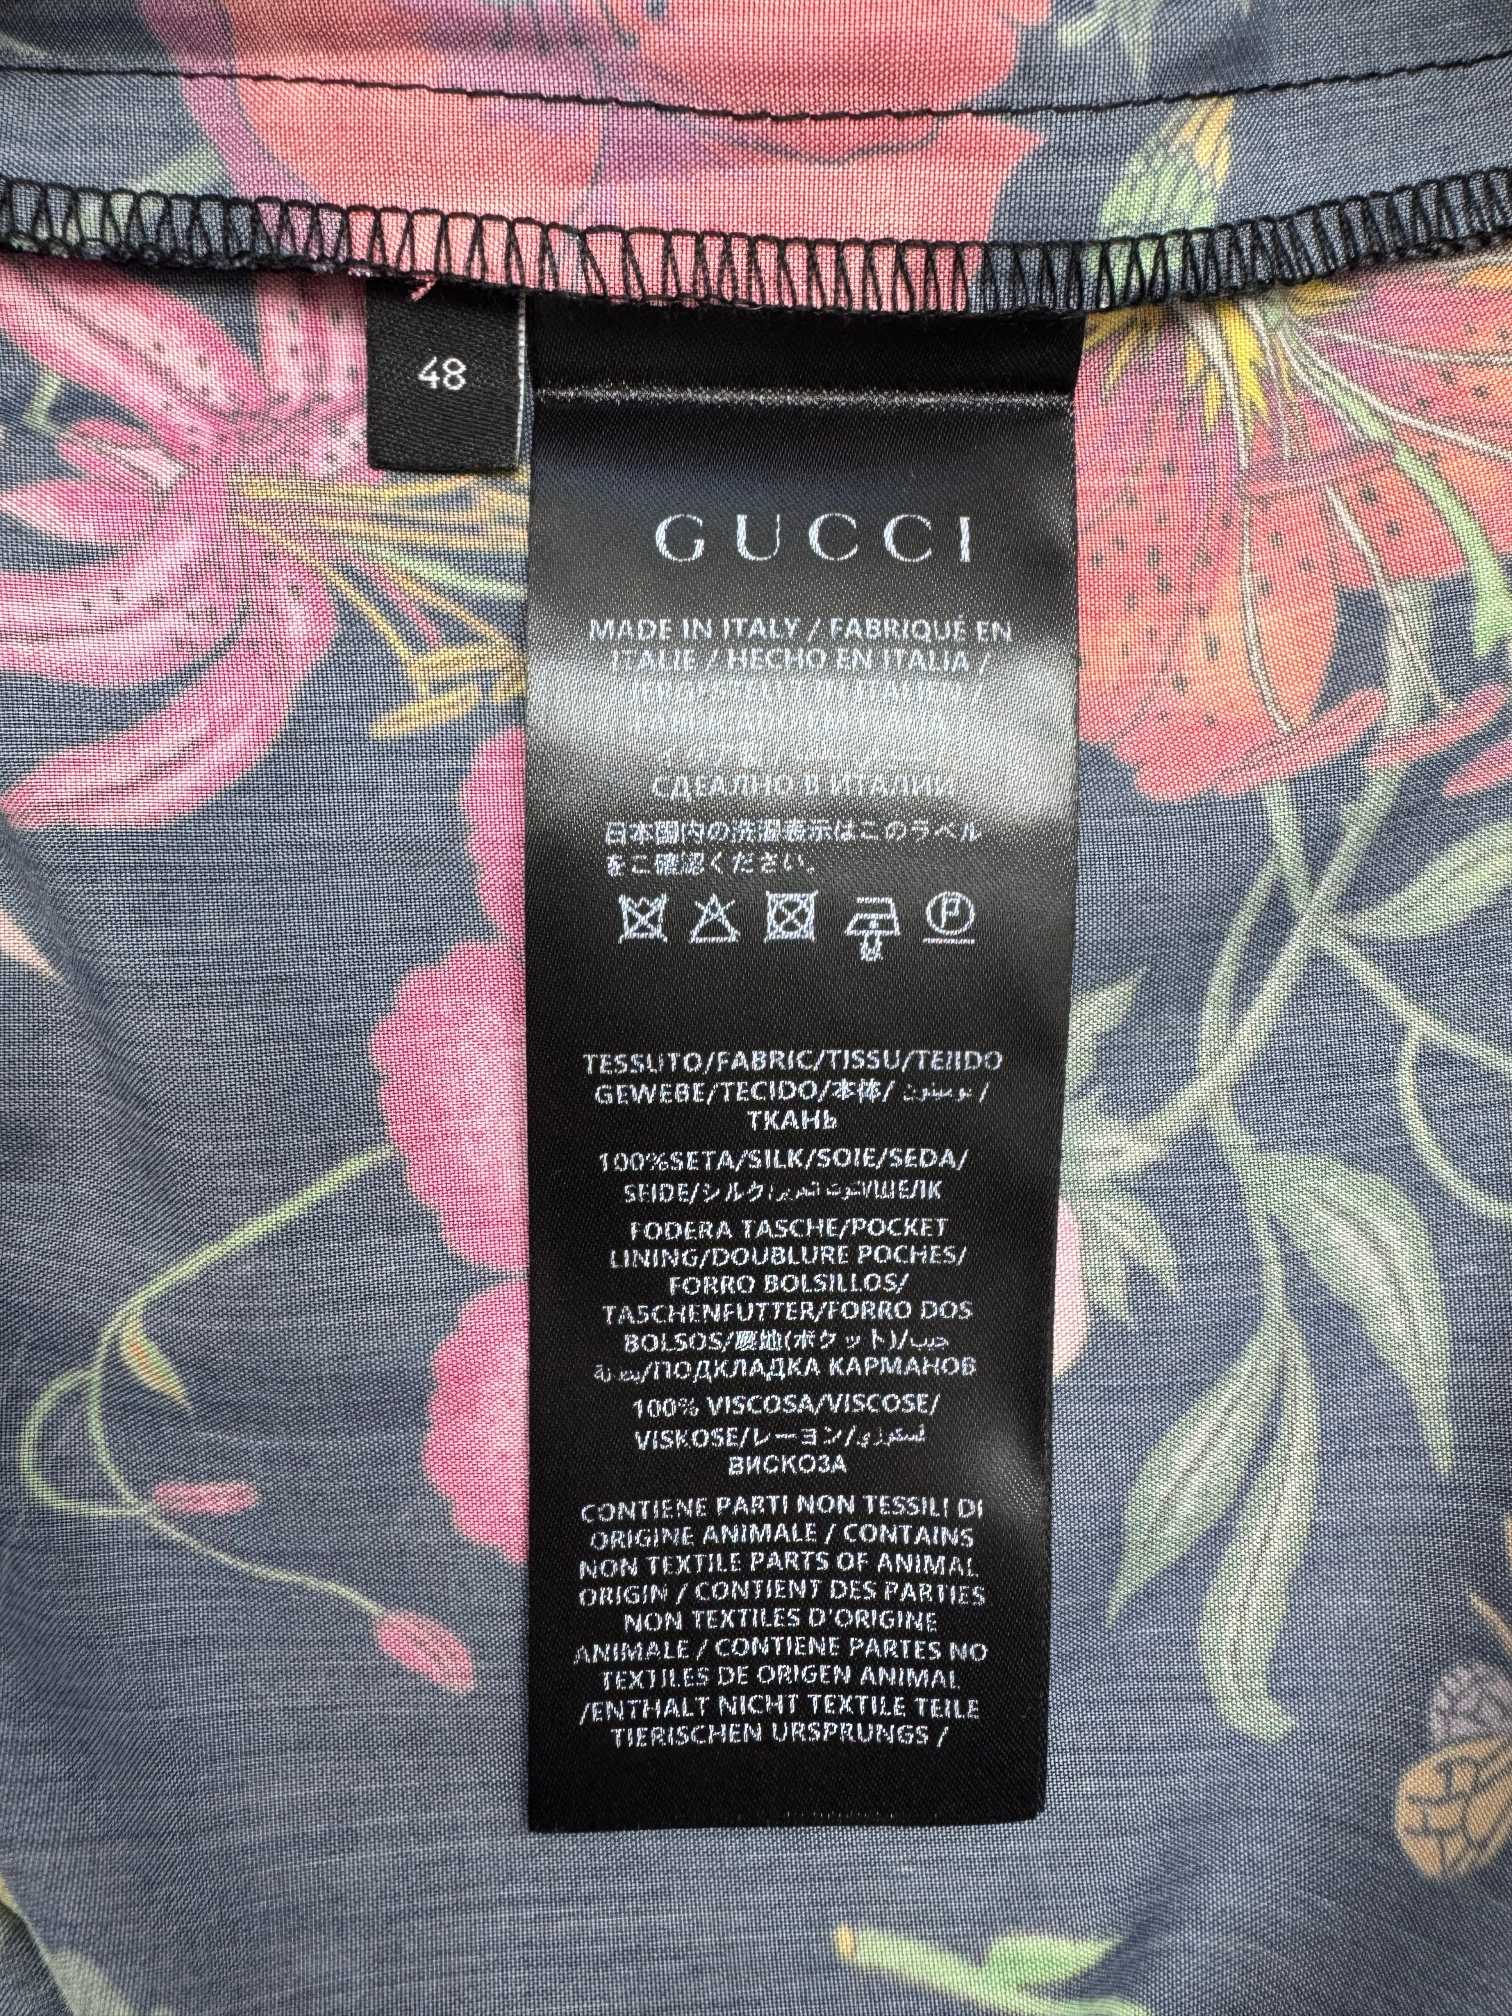 48
GUCCI
MADE IN ITALY / FABRIQUÉ EN
ITALIE / HECHO EN ITALIA /
СДЕЛАНО В ИТАЛИИ
日本国内の洗濯表示はこのラベル
をご確認ください。
TESSUTO/FABRIC/TISSU/TEJIDO
GEWEBE/TECIDO/本体/
ТКАНЬ
100%SETA/SILK/SOIE/SEDA/
SEIDE/シルク/
FODERA TASCHE/POCKET
LINING/DOUBLURE POCHES/
FORRO BOLSILLOS/
TASCHENFUTTER/FORRO DOS
BOLSOS/裏地(ポケット)/
/ПОДКЛАДКА КАРМАНОВ
100% VISCOSA/VISCOSE/
VISKOSE/レーヨン/
ВИСКОЗА
CONTIENE PARTI NON TESSILI DI
ORIGINE ANIMALE / CONTAINS
NON TEXTILE PARTS OF ANIMAL
ORIGIN / CONTIENT DES PARTIES
NON TEXTILES D'ORIGINE
ANIMALE / CONTIENE PARTES NO
TEXTILES DE ORIGEN ANIMAL
/ENTHÄLT NICHT TEXTILE TEILE
TIERISCHEN URSPRUNGS /